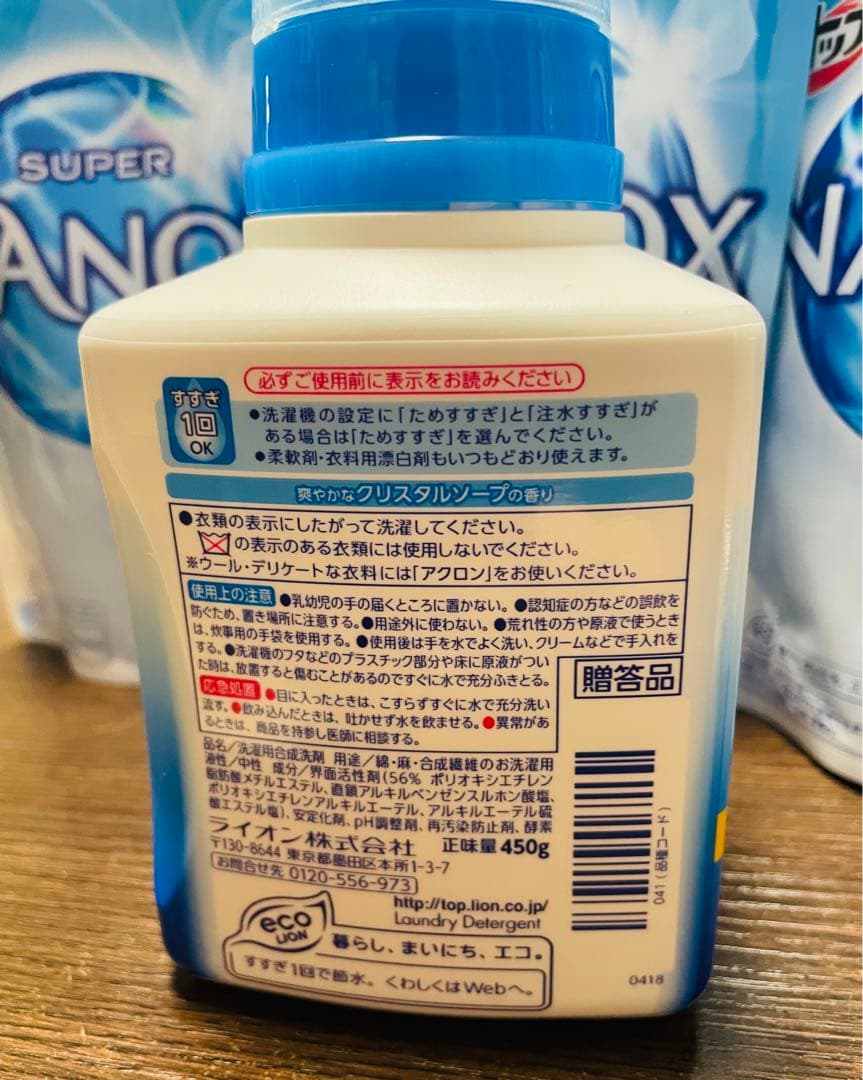 SUPER
ANO
OX
NA
ップ
必ずご使用前に表示をお読みください
すすぎ
1回
OK
●洗濯機の設定に「ためすすぎ」と「注水すすぎ」が
ある場合は「ためすすぎ」を選んでください。
●柔軟剤・衣料用漂白剤もいつもどおり使えます。
爽やかなクリスタルソープの香り
●衣類の表示にしたがって洗濯してください。
の表示のある衣類には使用しないでください。
※ウール・デリケートな衣料には「アクロン」をお使いください。
使用上の注意 ●乳幼児の手の届くところに置かない。●認知症の方などの誤飲を
防ぐため、置き場所に注意する。●用途外に使わない。●荒れ性の方や原液で使うとき
は、炊事用の手袋を使用する。●使用後は手を水でよく洗い、クリームなどで手入れを
する。●洗濯機のフタなどのプラスチック部分や床に原液がつい
た時は、放置すると傷むことがあるのですぐに水で充分ふきとる。
応急処置 ●目に入ったときは、こすらずすぐに水で充分洗い
流す。●飲み込んだときは、吐かせず水を飲ませる。●異常があ
るときは、商品を持参し医師に相談する。
贈答品
品名/洗濯用合成洗剤 用途/綿・麻・合成繊維のお洗濯用
液性/中性 成分/界面活性剤(56% ポリオキシエチレン
脂肪酸メチルエステル、直鎖アルキルベンゼンスルホン酸塩、
ポリオキシエチレンアルキルエーテル、アルキルエーテル硫
酸エステル塩)、安定化剤、pH調整剤、再汚染防止剤、酵素
ライオン株式会社 正味量 450g
〒130-8644 東京都墨田区本所1-3-7
お問合せ先 0120-556-973
http://top.lion.co.jp/
Laundry Detergent
041(品種コード)
eco
LION
暮らし、まいにち、エコ。
すすぎ1回で節水。くわしくはWebへ。
0418